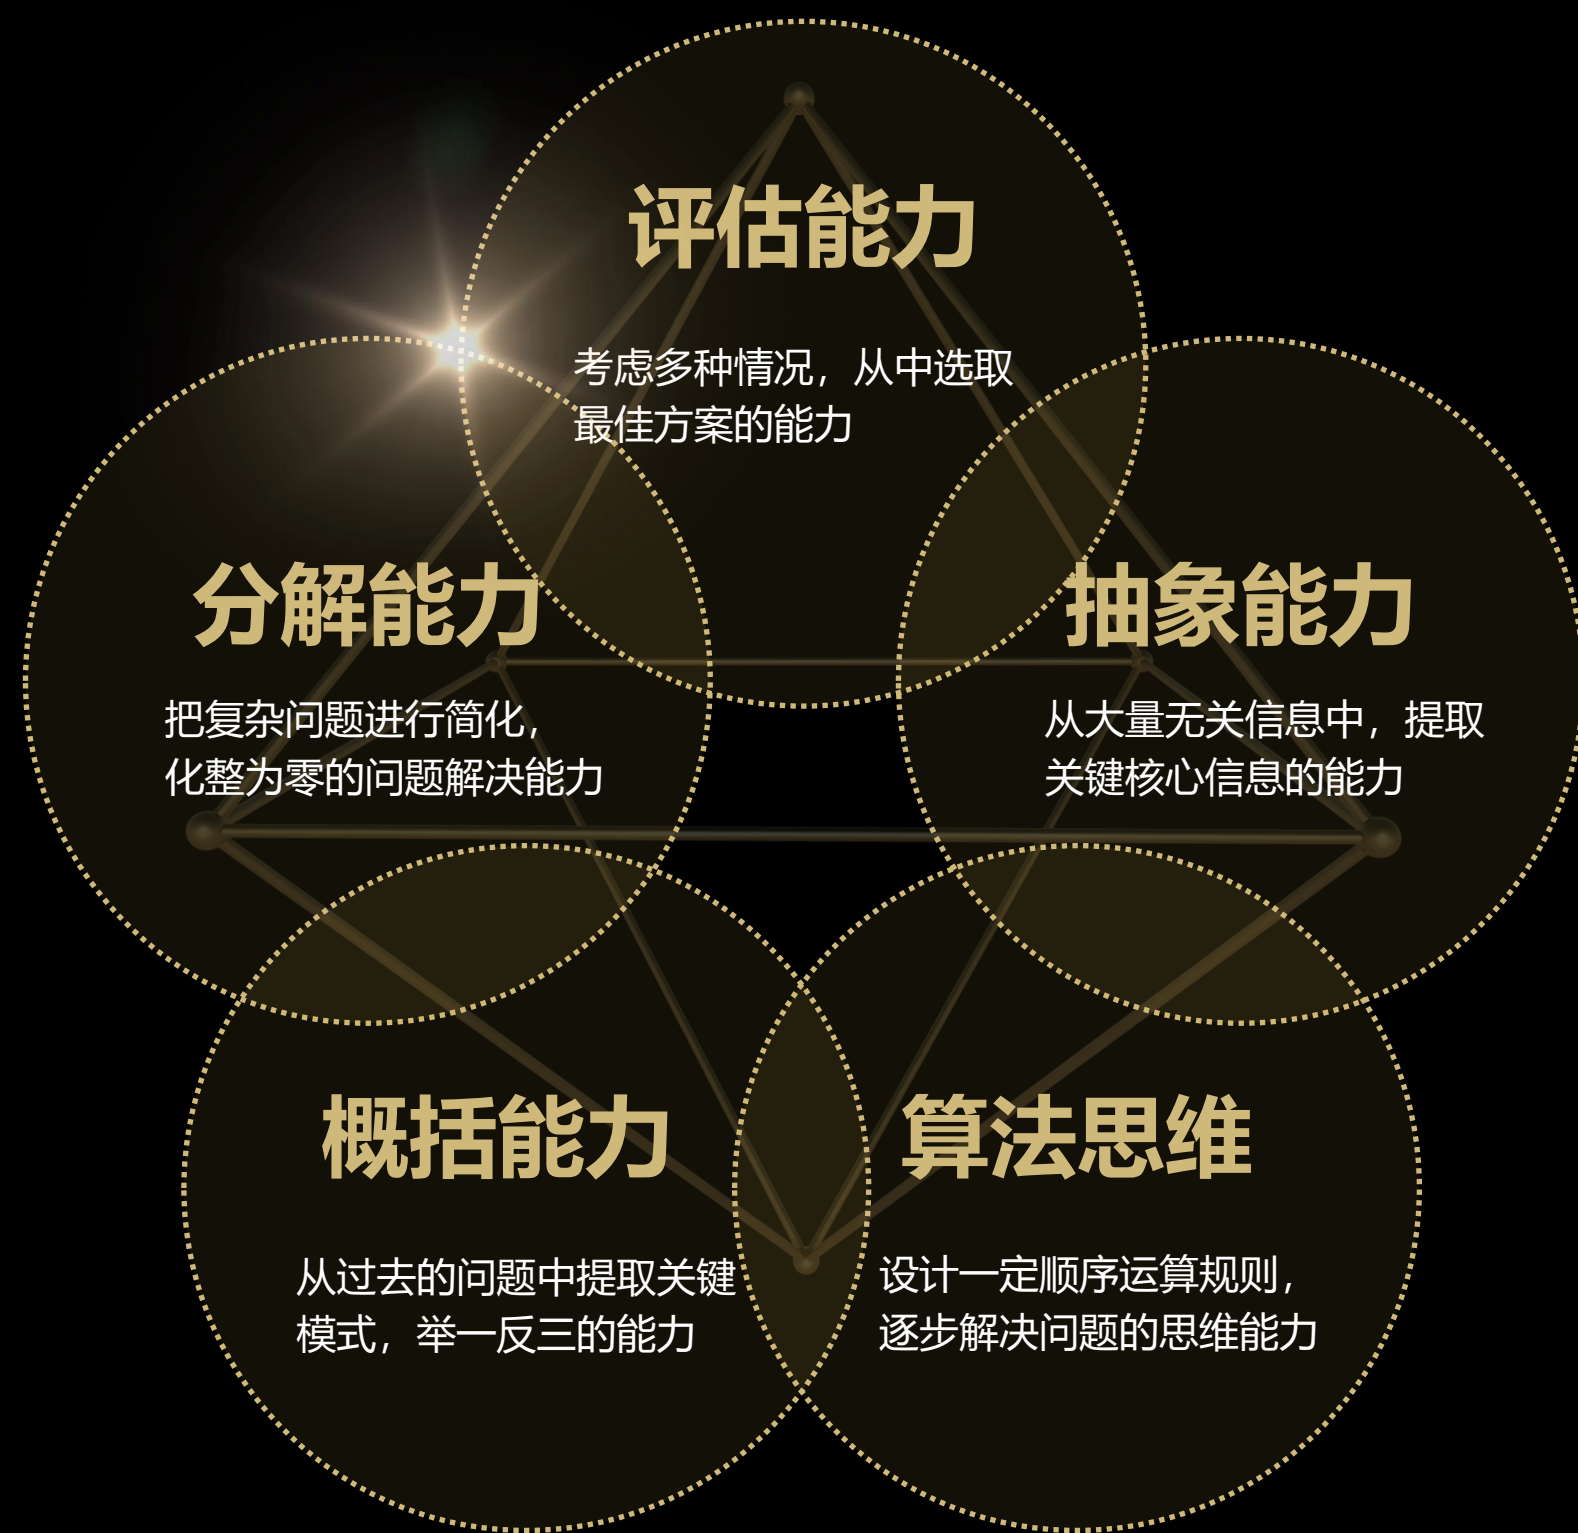 评估能力
考虑多种情况，从中选取
最佳方案的能力
分解能力
把复杂问题进行简化，
化整为零的问题解决能力
抽象能力
从大量无关信息中，提取
关键核心信息的能力
概括能力
从过去的问题中提取关键
模式，举一反三的能力
算法思维
设计一定顺序运算规则，
逐步解决问题的思维能力